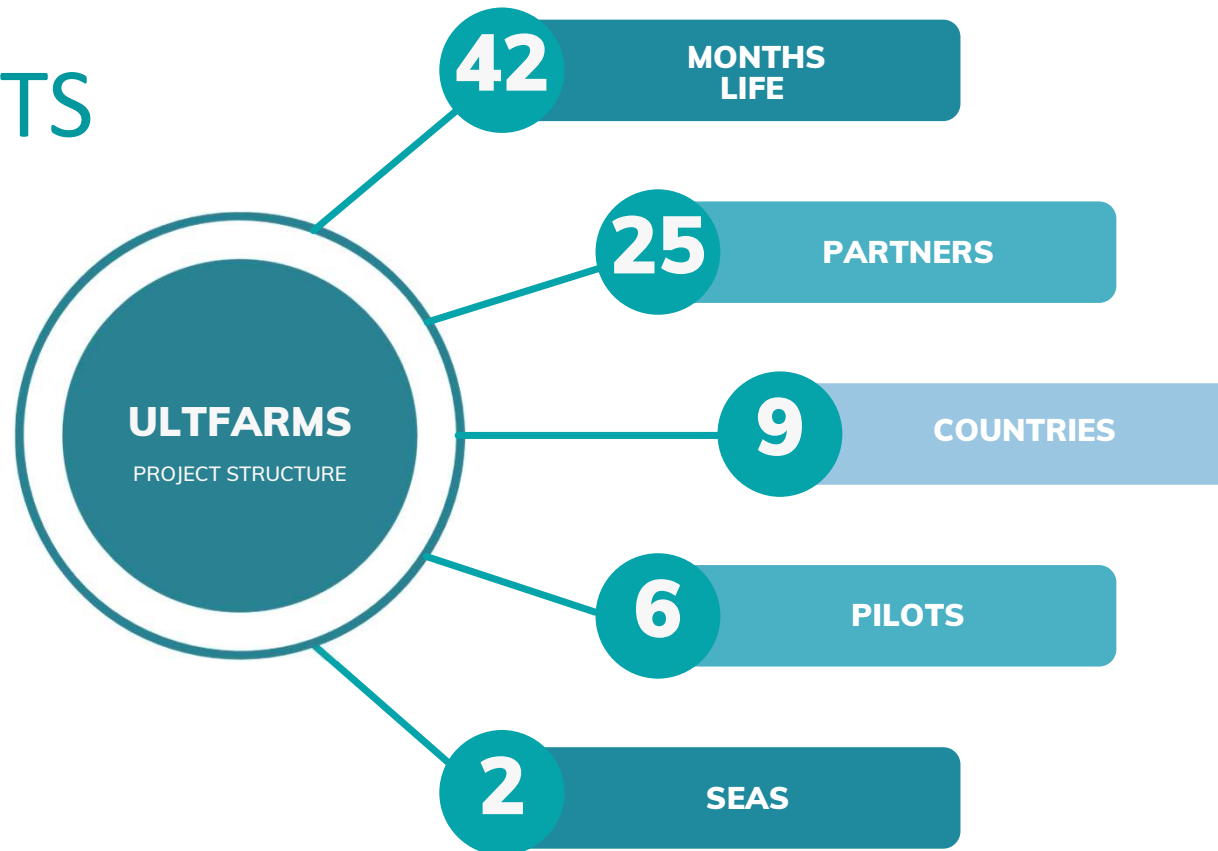 TS
42
MONTHS
LIFE
25
PARTNERS
9
COUNTRIES
ULTFARMS
PROJECT STRUCTURE
6
PILOTS
2
SEAS